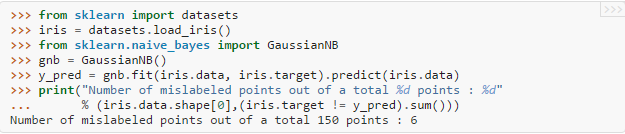 >>>
>>> from sklearn import datasets
>>> iris = datasets.load_iris()
>>> from sklearn.naive_bayes import GaussianNB
>>> gnb = GaussianNB()
>>> y_pred = gnb.fit(iris.data, iris.target).predict(iris.data)
>>> print("Number of mislabeled points out of a total %d points : %d"
...       % (iris.data.shape[0],(iris.target != y_pred).sum()))
Number of mislabeled points out of a total 150 points : 6